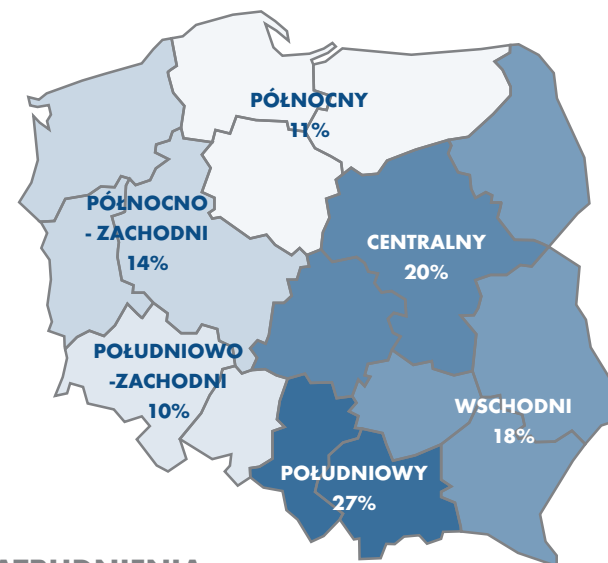 PÓŁNOCNY
11%
PÓŁNOCNO
- ZACHODNI
14%
CENTRALNY
20%
POŁUDNIOWO
-ZACHODNI
10%
WSCHODNI
18%
POŁUDNIOWY
27%